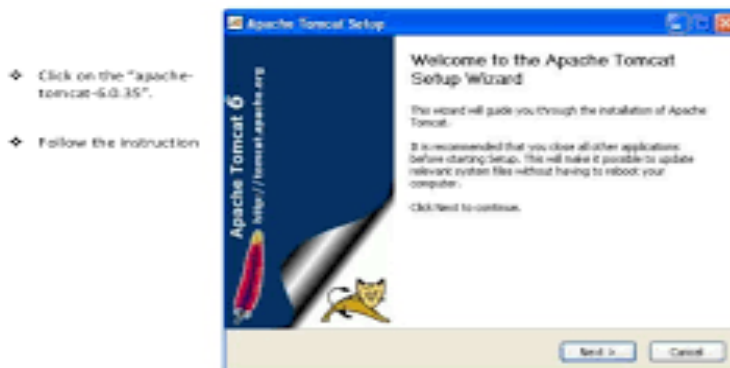 Apache Tomcat Setup
❖ Click on the "apache-
tomcat-6.0.35".
❖ Follow the instruction
Apache Tomcat 6
http://tomcat.apache.org
Welcome to the Apache Tomcat
Setup Wizard
This wizard will guide you through the installation of Apache
Tomcat.
It is recommended that you close all other applications
before starting Setup. This will make it possible to update
relevant system files without having to reboot your
computer.
Click Next to continue.
Next >
Cancel